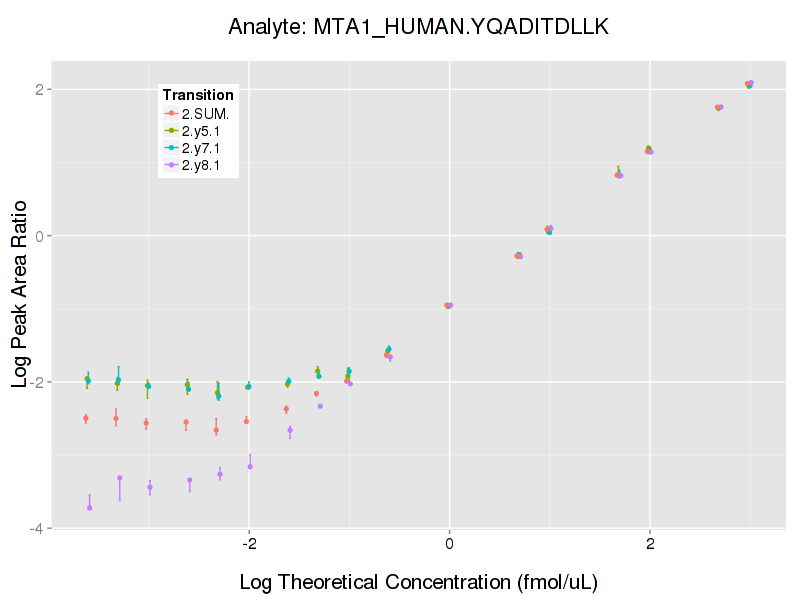 Analyte: MTA1_HUMAN.YQADITDLLK
Log Peak Area Ratio
2
0
-2
-4
Transition
2.SUM.
2.y5.1
2.y7.1
2.y8.1
-2
0
2
Log Theoretical Concentration (fmol/uL)